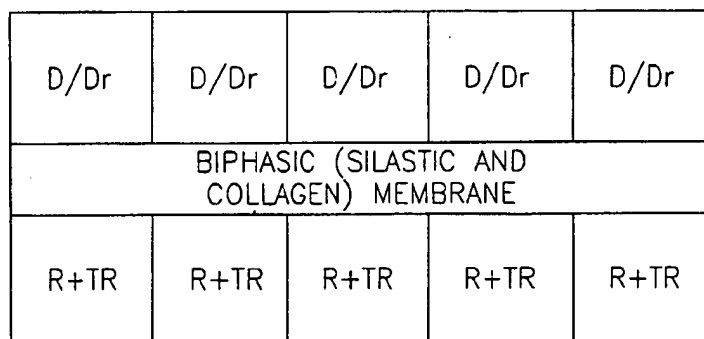 D/Dr D/Dr D/Dr D/Dr D/Dr
BIPHASIC (SILASTIC AND
COLLAGEN) MEMBRANE
R+TR R+TR R+TR R+TR R+TR